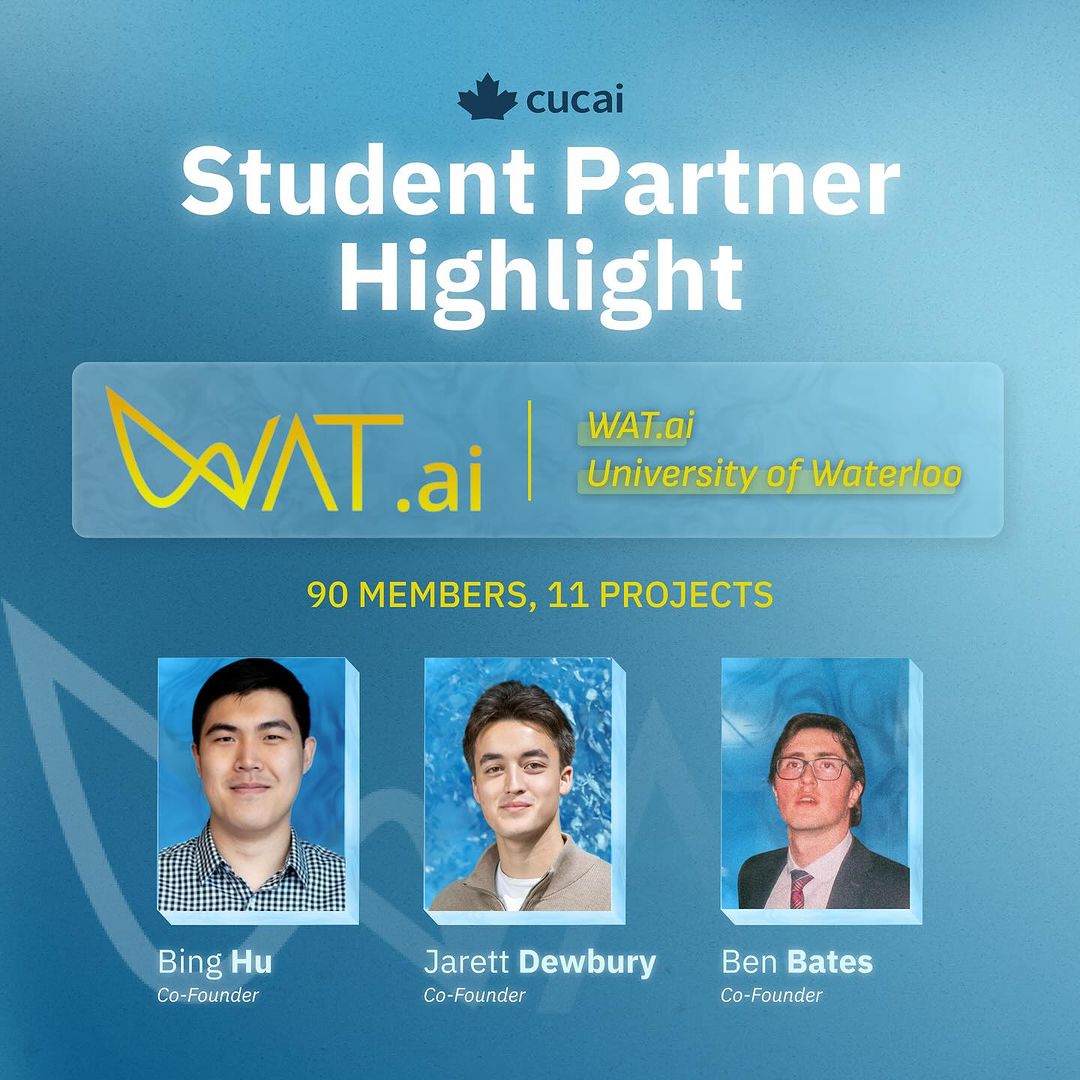 cucai
Student Partner
Highlight
WAT.ai
WAT.ai
University of Waterloo
90 MEMBERS, 11 PROJECTS
Bing Hu
Co-Founder
Jarett Dewbury
Co-Founder
Ben Bates
Co-Founder